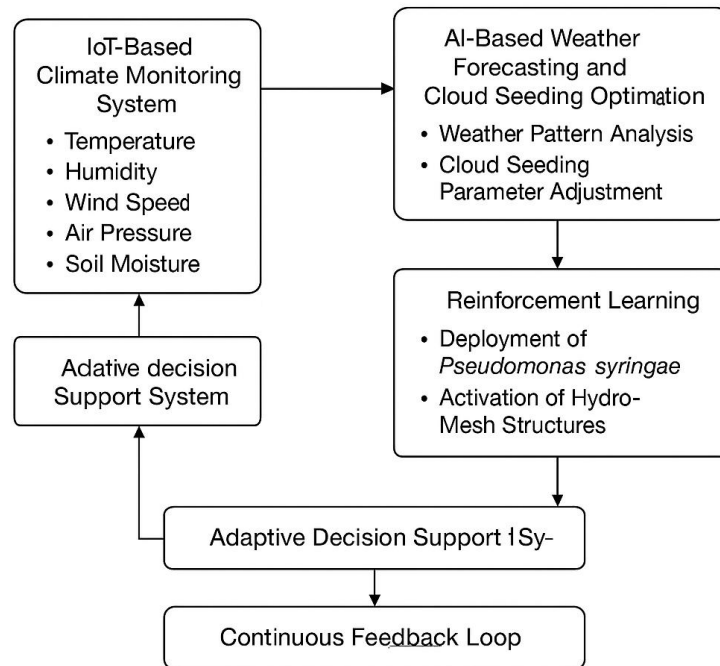 IoT-Based
Climate Monitoring
System
• Temperature
• Humidity
• Wind Speed
• Air Pressure
• Soil Moisture
AI-Based Weather
Forecasting and
Cloud Seeding Optimation
• Weather Pattern Analysis
• Cloud Seeding
Parameter Adjustment
Reinforcement Learning
• Deployment of
Pseudomonas syringae
• Activation of Hydro-
Mesh Structures
Adative decision
Support System
Adaptive Decision Support 1Sy-
Continuous Feedback Loop